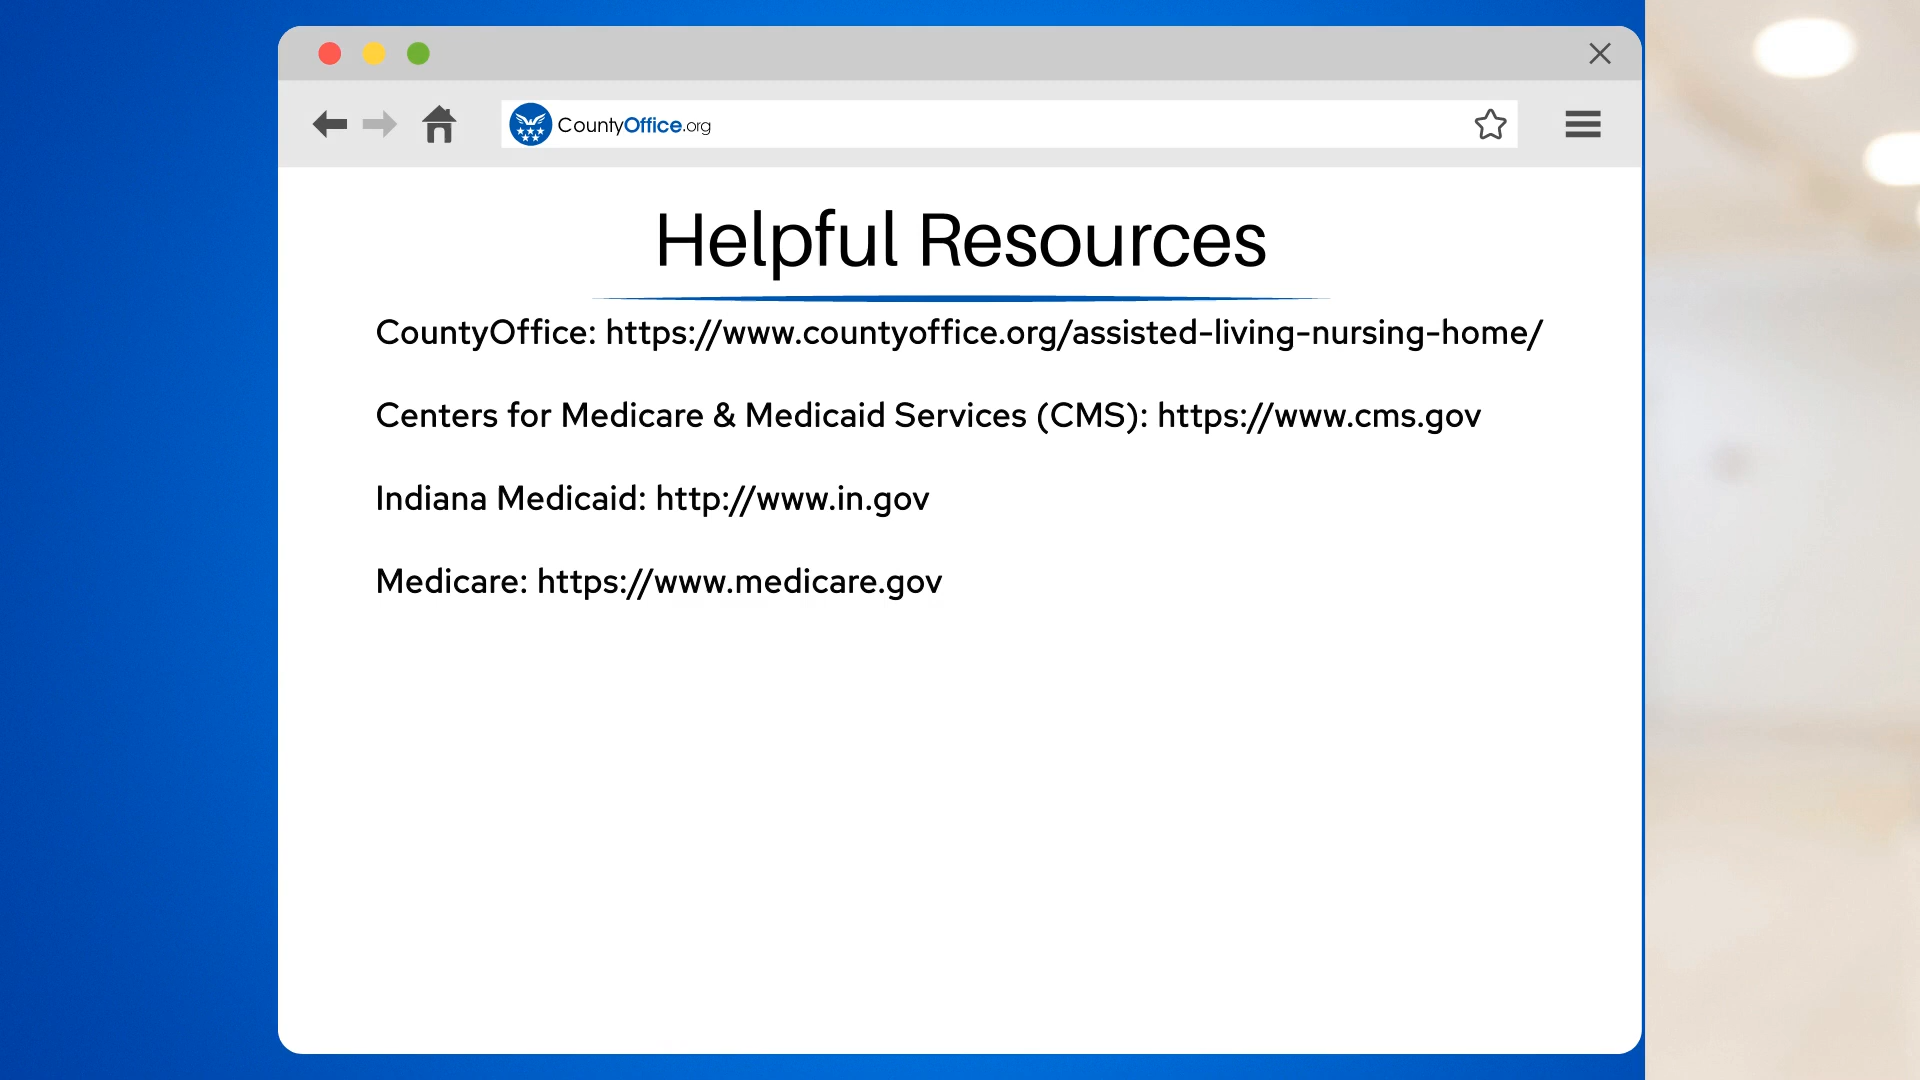 CountyOffice.org
Helpful Resources
CountyOffice: https://www.countyoffice.org/assisted-living-nursing-home/
Centers for Medicare & Medicaid Services (CMS): https://www.cms.gov
Indiana Medicaid: http://www.in.gov
Medicare: https://www.medicare.gov